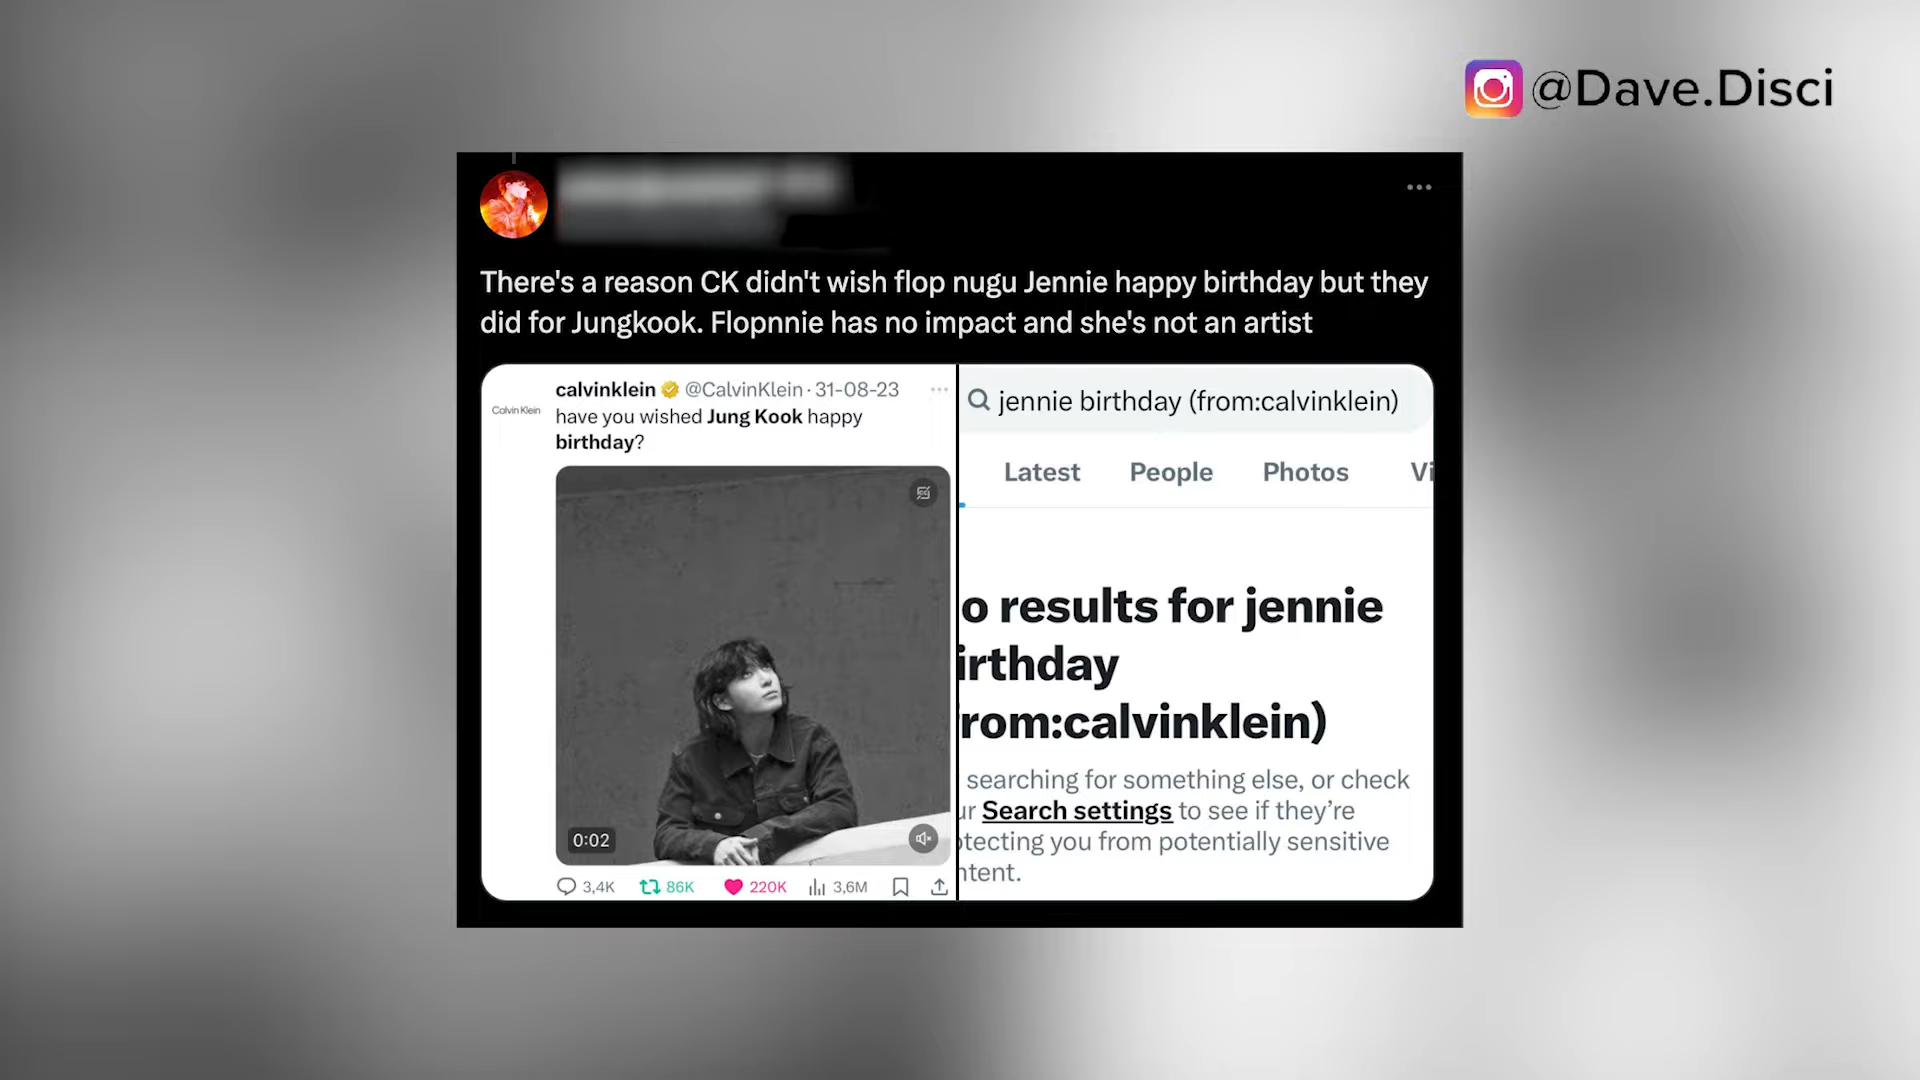 @Dave.Disci
There's a reason CK didn't wish flop nugu Jennie happy birthday but they
did for Jungkook. Flopnnie has no impact and she's not an artist
Calvin Klein
calvinklein @CalvinKlein · 31-08-23
have you wished Jung Kook happy
birthday?
0:02
3,4K 86K 220K 3,6M
jennie birthday (from:calvinklein)
Latest People Photos Vi
o results for jennie
irthday
rom:calvinklein)
searching for something else, or check
ur Search settings to see if they're
otecting you from potentially sensitive
ntent.